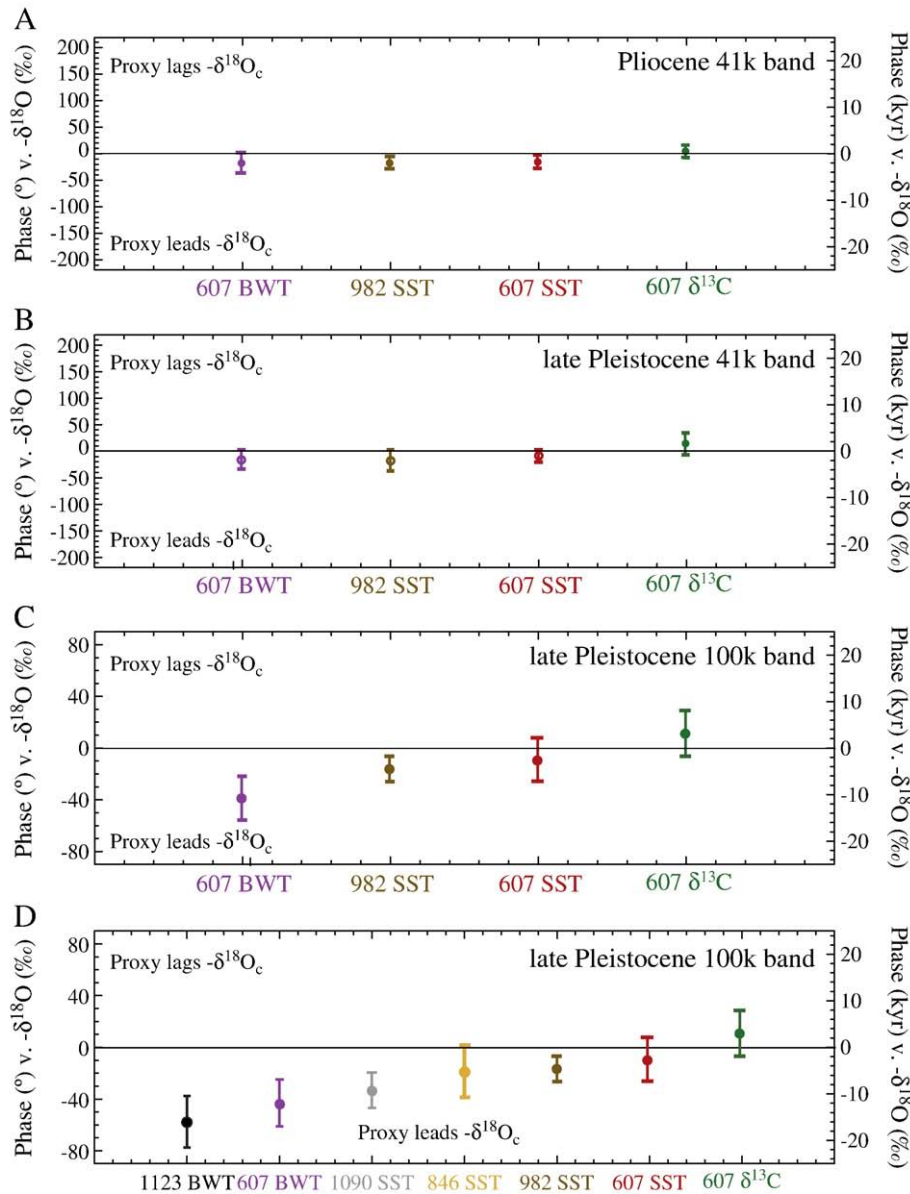 A
Phase (º) v. -δ¹⁸O (‰)
200
150
100
50
0
-50
-100
-150
-200
Proxy lags -δ¹⁸Oc
Pliocene 41k band
Proxy leads -δ¹⁸Oc
20
10
0
-10
-20
Phase (kyr) v. -δ¹⁸O (‰)
607 BWT 982 SST 607 SST 607 δ¹³C
B
Phase (º) v. -δ¹⁸O (‰)
200
150
100
50
0
-50
-100
-150
-200
Proxy lags -δ¹⁸Oc
late Pleistocene 41k band
Proxy leads -δ¹⁸Oc
20
10
0
-10
-20
Phase (kyr) v. -δ¹⁸O (‰)
607 BWT 982 SST 607 SST 607 δ¹³C
C
Phase (º) v. -δ¹⁸O (‰)
80
40
0
-40
-80
Proxy lags -δ¹⁸Oc
late Pleistocene 100k band
Proxy leads -δ¹⁸Oc
20
10
0
-10
-20
Phase (kyr) v. -δ¹⁸O (‰)
607 BWT 982 SST 607 SST 607 δ¹³C
D
Phase (º) v. -δ¹⁸O (‰)
80
40
0
-40
-80
Proxy lags -δ¹⁸Oc
late Pleistocene 100k band
Proxy leads -δ¹⁸Oc
20
10
0
-10
-20
Phase (kyr) v. -δ¹⁸O (‰)
1123 BWT 607 BWT 1090 SST 846 SST 982 SST 607 SST 607 δ¹³C